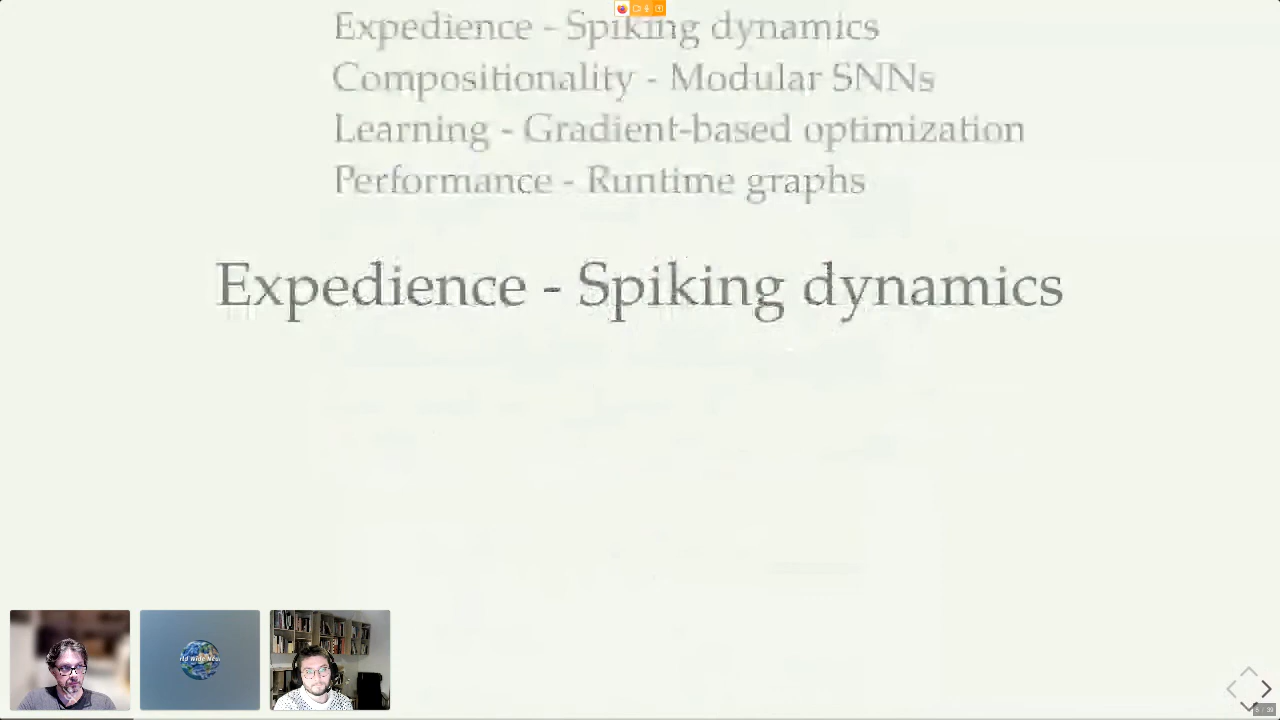 Expedience - Spiking dynamics
Compositionality - Modular SNNs
Learning - Gradient-based optimization
Performance - Runtime graphs
Expedience - Spiking dynamics